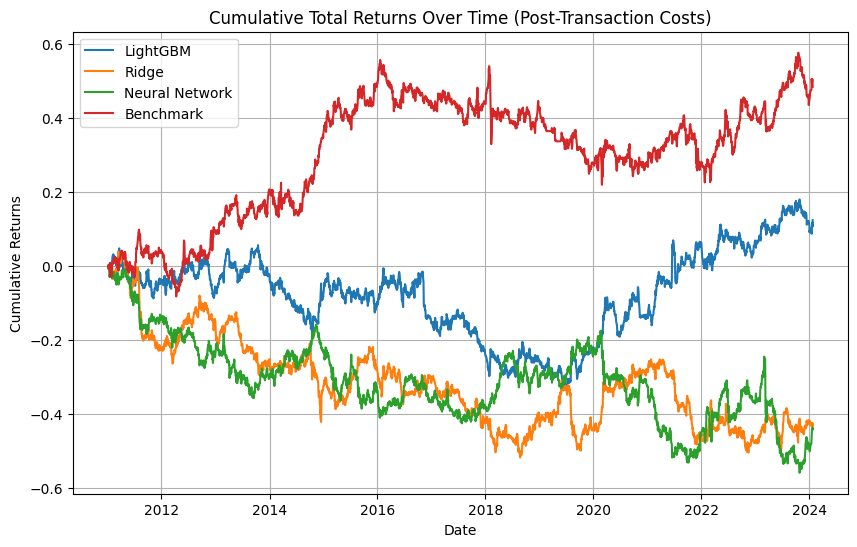 Cumulative Total Returns Over Time (Post-Transaction Costs)
LightGBM
Ridge
Neural Network
Benchmark
Cumulative Returns
0.6
0.4
0.2
0.0
−0.2
−0.4
−0.6
2012 2014 2016 2018 2020 2022 2024
Date